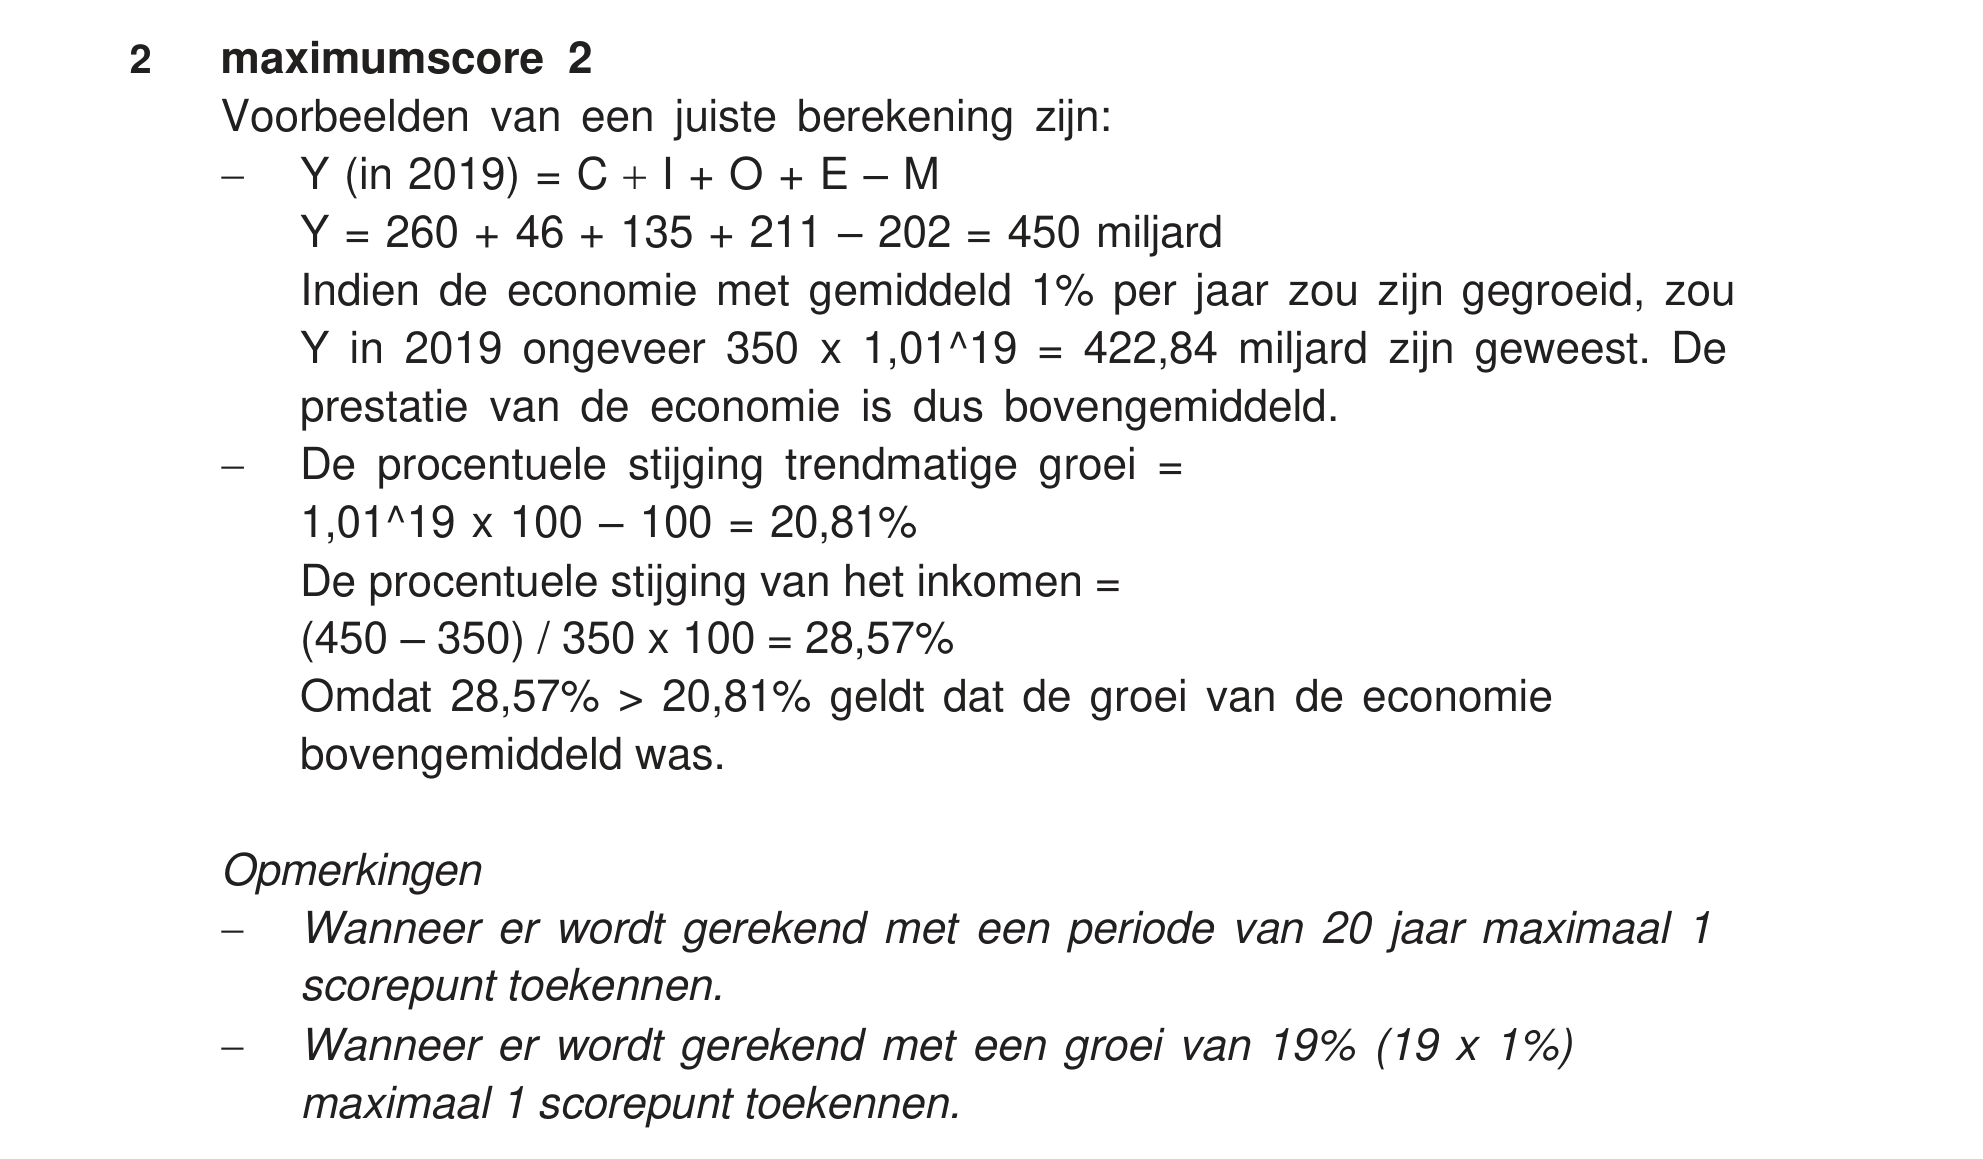 2 maximumscore 2
Voorbeelden van een juiste berekening zijn:
– Y (in 2019) = C + I + O + E – M
Y = 260 + 46 + 135 + 211 – 202 = 450 miljard
Indien de economie met gemiddeld 1% per jaar zou zijn gegroeid, zou
Y in 2019 ongeveer 350 x 1,01^19 = 422,84 miljard zijn geweest. De
prestatie van de economie is dus bovengemiddeld.
– De procentuele stijging trendmatige groei =
1,01^19 x 100 – 100 = 20,81%
De procentuele stijging van het inkomen =
(450 – 350) / 350 x 100 = 28,57%
Omdat 28,57% > 20,81% geldt dat de groei van de economie
bovengemiddeld was.
Opmerkingen
– Wanneer er wordt gerekend met een periode van 20 jaar maximaal 1
scorepunt toekennen.
– Wanneer er wordt gerekend met een groei van 19% (19 x 1%)
maximaal 1 scorepunt toekennen.